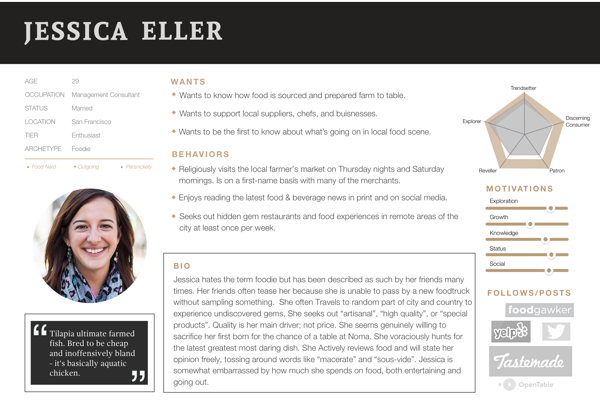 JESSICA ELLER
AGE 29
OCCUPATION Management Consultant
STATUS Married
LOCATION San Francisco
TIER Enthusiast
ARCHETYPE Foodie
Food Nerd Outgoing Persnickety
Tilapia ultimate farmed
fish. Bred to be cheap
and inoffensively bland
- it's basically aquatic
chicken.
WANTS
Wants to know how food is sourced and prepared farm to table.
Wants to support local suppliers, chefs, and buisnesses.
Wants to be the first to know about what's going on in local food scene.
BEHAVIORS
Religiously visits the local farmer's market on Thursday nights and Saturday
mornings. Is on a first-name basis with many of the merchants.
Enjoys reading the latest food & beverage news in print and on social media.
Seeks out hidden gem restaurants and food experiences in remote areas of the
city at least once per week.
BIO
Jessica hates the term foodie but has been described as such by her friends many
times. Her friends often tease her because she is unable to pass by a new foodtruck
without sampling something. She often Travels to random part of city and country to
experience undiscovered gems. She seeks out “artisanal”, “high quality”, or “special
products”. Quality is her main driver; not price. She seems genuinely willing to
sacrifice her first born for the chance of a table at Noma. She voraciously hunts for
the latest greatest most daring dish. She Actively reviews food and will state her
opinion freely, tossing around words like “macerate” and “sous-vide”. Jessica is
somewhat embarrassed by how much she spends on food, both entertaining and
going out.
Trendsetter
Explorer
Discerning
Consumer
Reveller
Patron
MOTIVATIONS
Exploration
Growth
Knowledge
Status
Social
FOLLOWS/POSTS
foodgawker
yelp
Tastemade
OpenTable